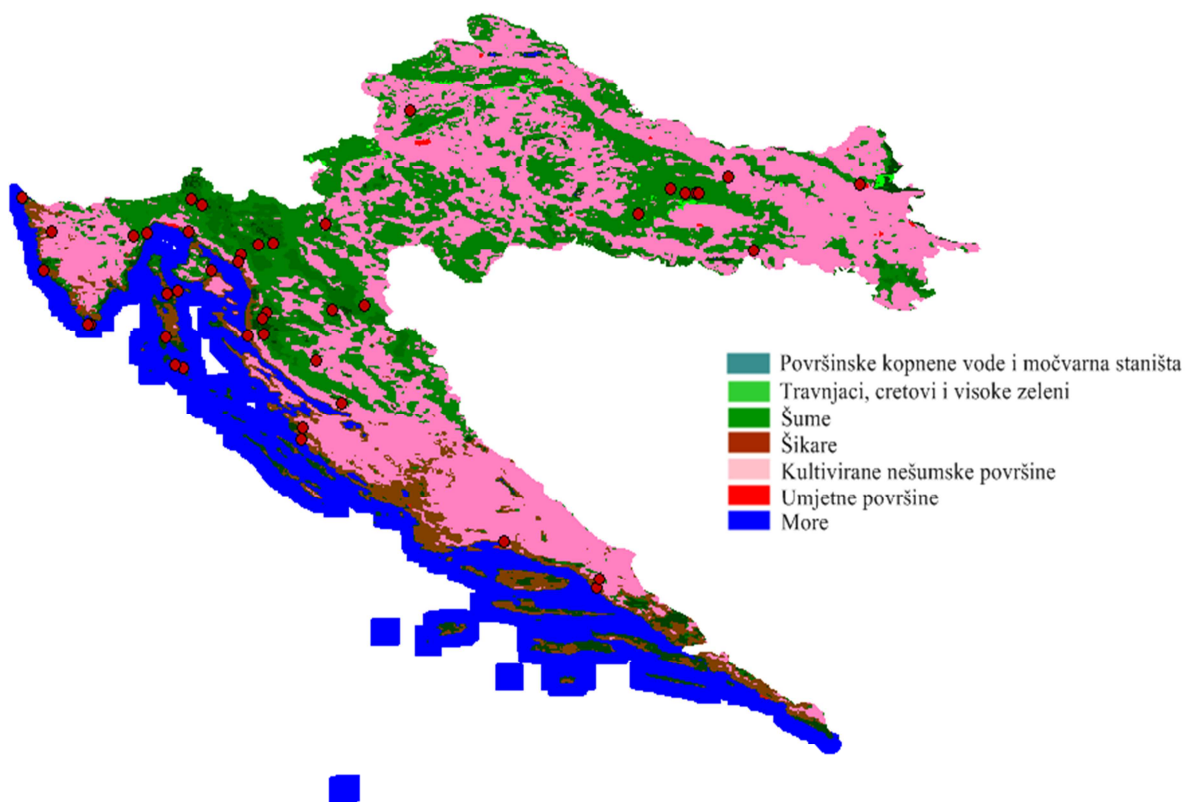 Površinske kopnene vode i močvarna staništa
Travnjaci, cretovi i visoke zeleni
Šume
Šikare
Kultivirane nešumske površine
Umjetne površine
More